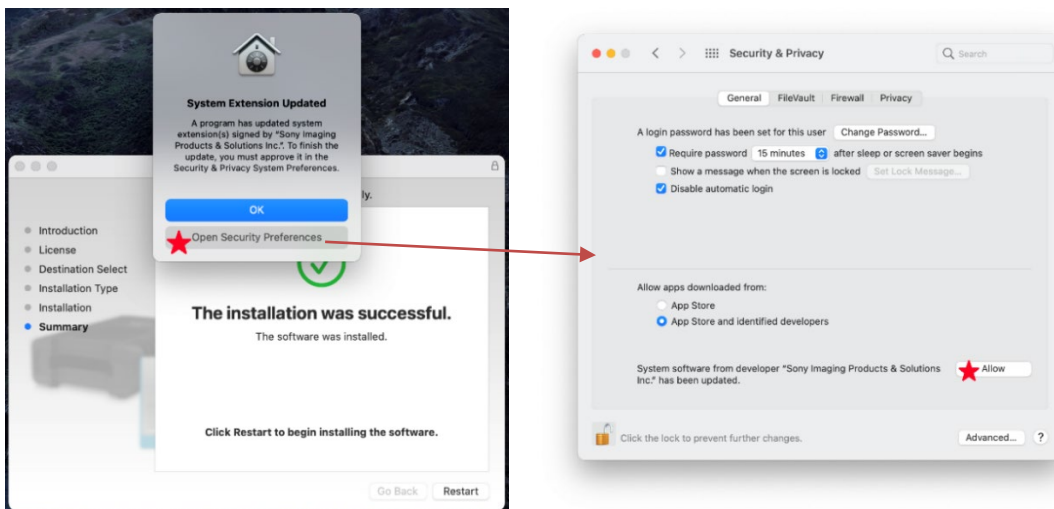 System Extension Updated
A program has updated system
extension(s) signed by "Sony Imaging
Products & Solutions Inc.". To finish the
update, you must approve it in the
Security & Privacy System Preferences.
OK
Open Security Preferences
ly.
Introduction
License
Destination Select
Installation Type
Installation
Summary
The installation was successful.
The software was installed.
Click Restart to begin installing the software.
Go Back Restart
Security & Privacy
Search
General FileVault Firewall Privacy
A login password has been set for this user Change Password...
Require password 15 minutes after sleep or screen saver begins
Show a message when the screen is locked Set Lock Message...
Disable automatic login
Allow apps downloaded from:
App Store
App Store and identified developers
System software from developer "Sony Imaging Products & Solutions Allow
Inc." has been updated.
Click the lock to prevent further changes.
Advanced... ?